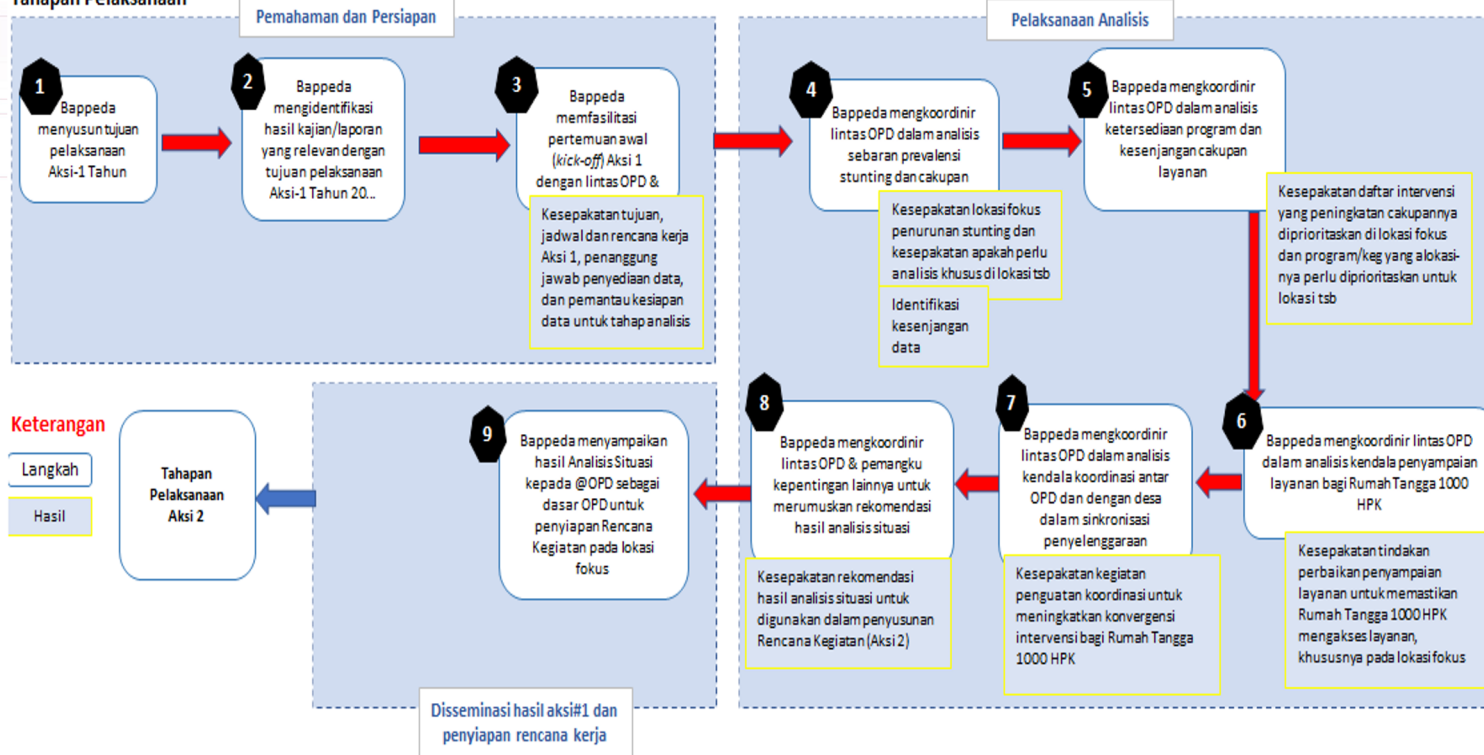 Tahapan Pelaksanaan
Pemahaman dan Persiapan
1
Bappeda
menyusun tujuan
pelaksanaan
Aksi-1 Tahun
2
Bappeda
mengidentifikasi
hasil kajian/laporan
yang relevan dengan
tujuan pelaksanaan
Aksi-1 Tahun 20...
3
Bappeda
memfasilitasi
pertemuan awal
(kick-off) Aksi 1
dengan lintas OPD &
Kesepakatan tujuan,
jadwal dan rencana kerja
Aksi 1, penanggung
jawab penyediaan data,
dan pemantau kesiapan
data untuk tahap analisis
Pelaksanaan Analisis
4
Bappeda mengkoordinir
lintas OPD dalam analisis
sebaran prevalensi
stunting dan cakupan
Kesepakatan lokasi fokus
penurunan stunting dan
kesepakatan apakah perlu
analisis khusus di lokasi tsb
Identifikasi
kesenjangan
data
5
Bappeda mengkoordinir
lintas OPD dalam analisis
ketersediaan program dan
kesenjangan cakupan
layanan
Kesepakatan daftar intervensi
yang peningkatan cakupannya
diprioritaskan di lokasi fokus
dan program/keg yang alokasi-
nya perlu diprioritaskan untuk
lokasi tsb
6
Bappeda mengkoordinir lintas OPD
dalam analisis kendala penyampaian
layanan bagi Rumah Tangga 1000
HPK
Kesepakatan tindakan
perbaikan penyampaian
layanan untuk memastikan
Rumah Tangga 1000 HPK
mengakses layanan,
khususnya pada lokasi fokus
7
Bappeda mengkoordinir
lintas OPD dalam analisis
kendala koordinasi antar
OPD dan dengan desa
dalam sinkronisasi
penyelenggaraan
Kesepakatan kegiatan
penguatan koordinasi untuk
meningkatkan konvergensi
intervensi bagi Rumah Tangga
1000 HPK
8
Bappeda mengkoordinir
lintas OPD & pemangku
kepentingan lainnya untuk
merumuskan rekomendasi
hasil analisis situasi
Kesepakatan rekomendasi
hasil analisis situasi untuk
digunakan dalam penyusunan
Rencana Kegiatan (Aksi 2)
9
Bappeda menyampaikan
hasil Analisis Situasi
kepada @OPD sebagai
dasar OPD untuk
penyiapan Rencana
Kegiatan pada lokasi
fokus
Disseminasi hasil aksi#1 dan
penyiapan rencana kerja
Tahapan
Pelaksanaan
Aksi 2
Keterangan
Langkah
Hasil